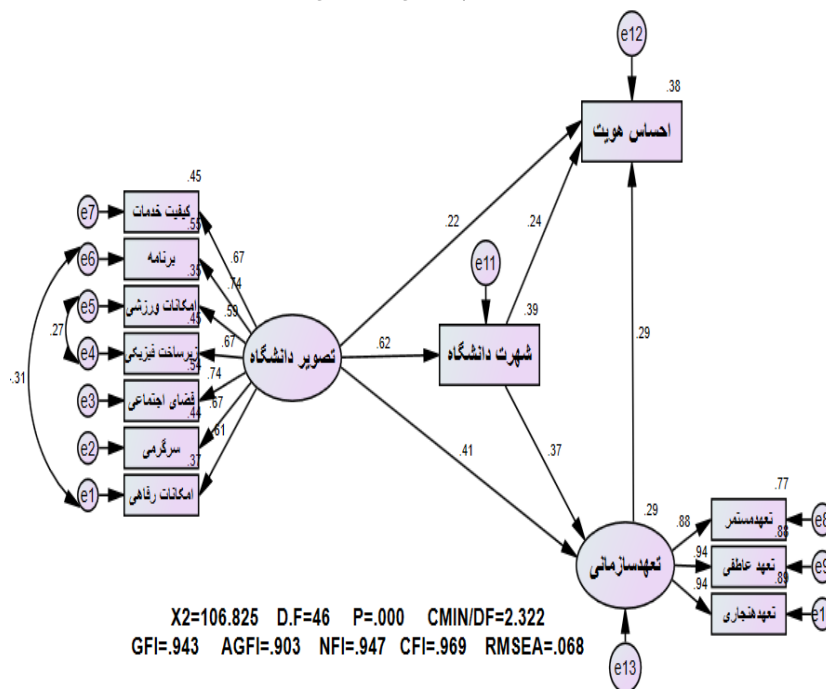 e12
.38
احساس هویت
.45
e7
کیفیت خدمات
.55
.22
.24
.67
e6
برنامه
.35
e11
.74
e5
امکانات ورزشی
.59
.39
.45
.27
.67
تصویر دانشگاه
.62
شهرت دانشگاه
.29
e4
زیرساخت فیزیکی
.54
-.31
.74
e3
فضای اجتماعی
.44
.67
e2
سرگرمی
.61
.41
.37
.37
e1
امکانات رفاهی
.77
.29
.88
تعهدمستمر
e8
.88
تعهدسازمانی
.94
تعهد عاطفی
e9
.89
.94
تعهدهنجاری
e1
X2=106.825 D.F=46 P=.000 CMIN/DF=2.322
GFI=.943 AGFI=.903 NFI=.947 CFI=.969 RMSEA=.068
e13